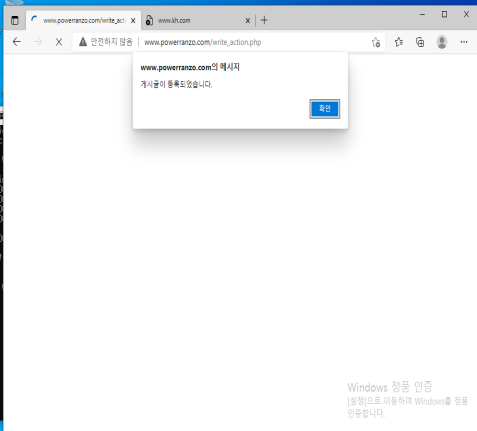 www.powerranzo.com/write_acti
www.kh.com
안전하지 않음
www.powerranzo.com/write_action.php
www.powerranzo.com의 메시지
게시글이 등록되었습니다.
확인
Windows 정품 인증
[설정]으로 이동하여 Windows를 정품
인증합니다.